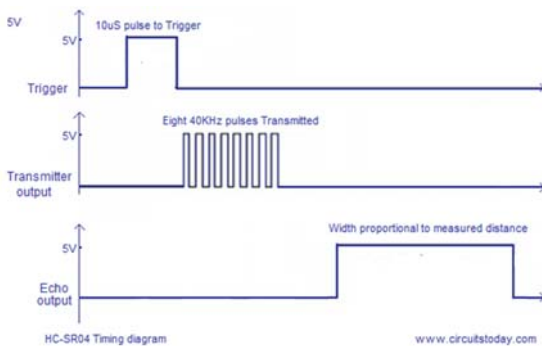 5V
10uS pulse to Trigger
5V
Trigger
Eight 40KHz pulses Transmitted
5V
Transmitter
output
Width proportional to measured distance
5V
Echo
output
HC-SR04 Timing diagram
www.circuitstoday.com